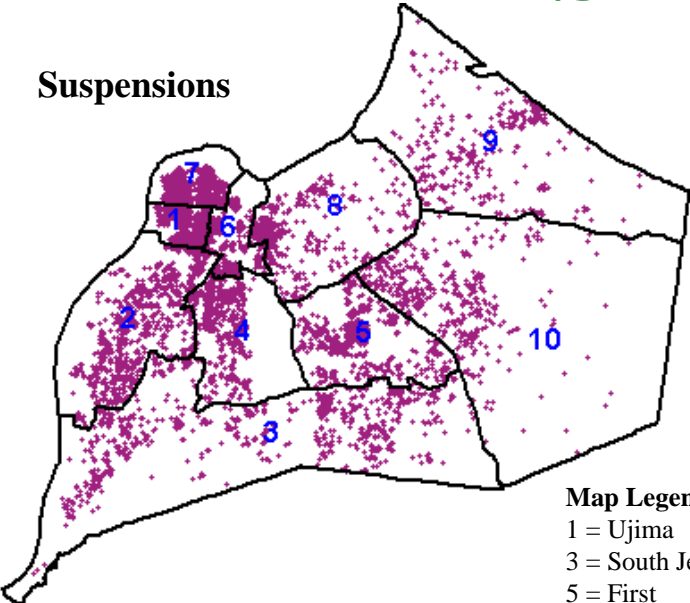 Suspensions
7
9
8
1
6
2
4
5
10
3
Map Legen
1 = Ujima
3 = South Je
5 = First